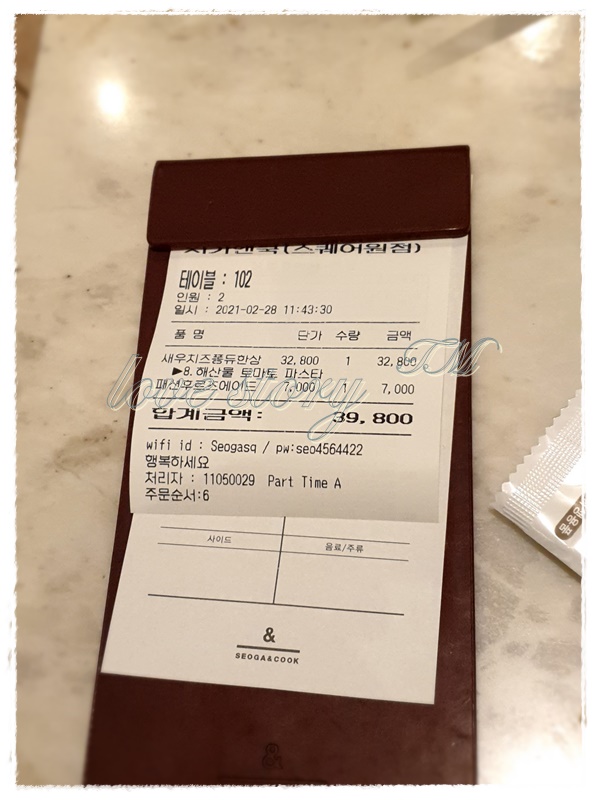 서가앤쿡(스퀘어원점)
테이블 : 102
인원 : 2
일시 : 2021-02-28 11:43:30
품 명 단가 수량 금액
새우치즈퐁듀한상 32,800 1 32,800
▶8.해산물 토마토 파스타
패션후르츠에이드 7,000 1 7,000
합계금액: 39,800
wifi id : Seogasq / pw:seo4564422
행복하세요
처리자 : 11050029 Part Time A
주문순서:6
사이드 음료/주류
&
SEOGA&COOK
love story TM